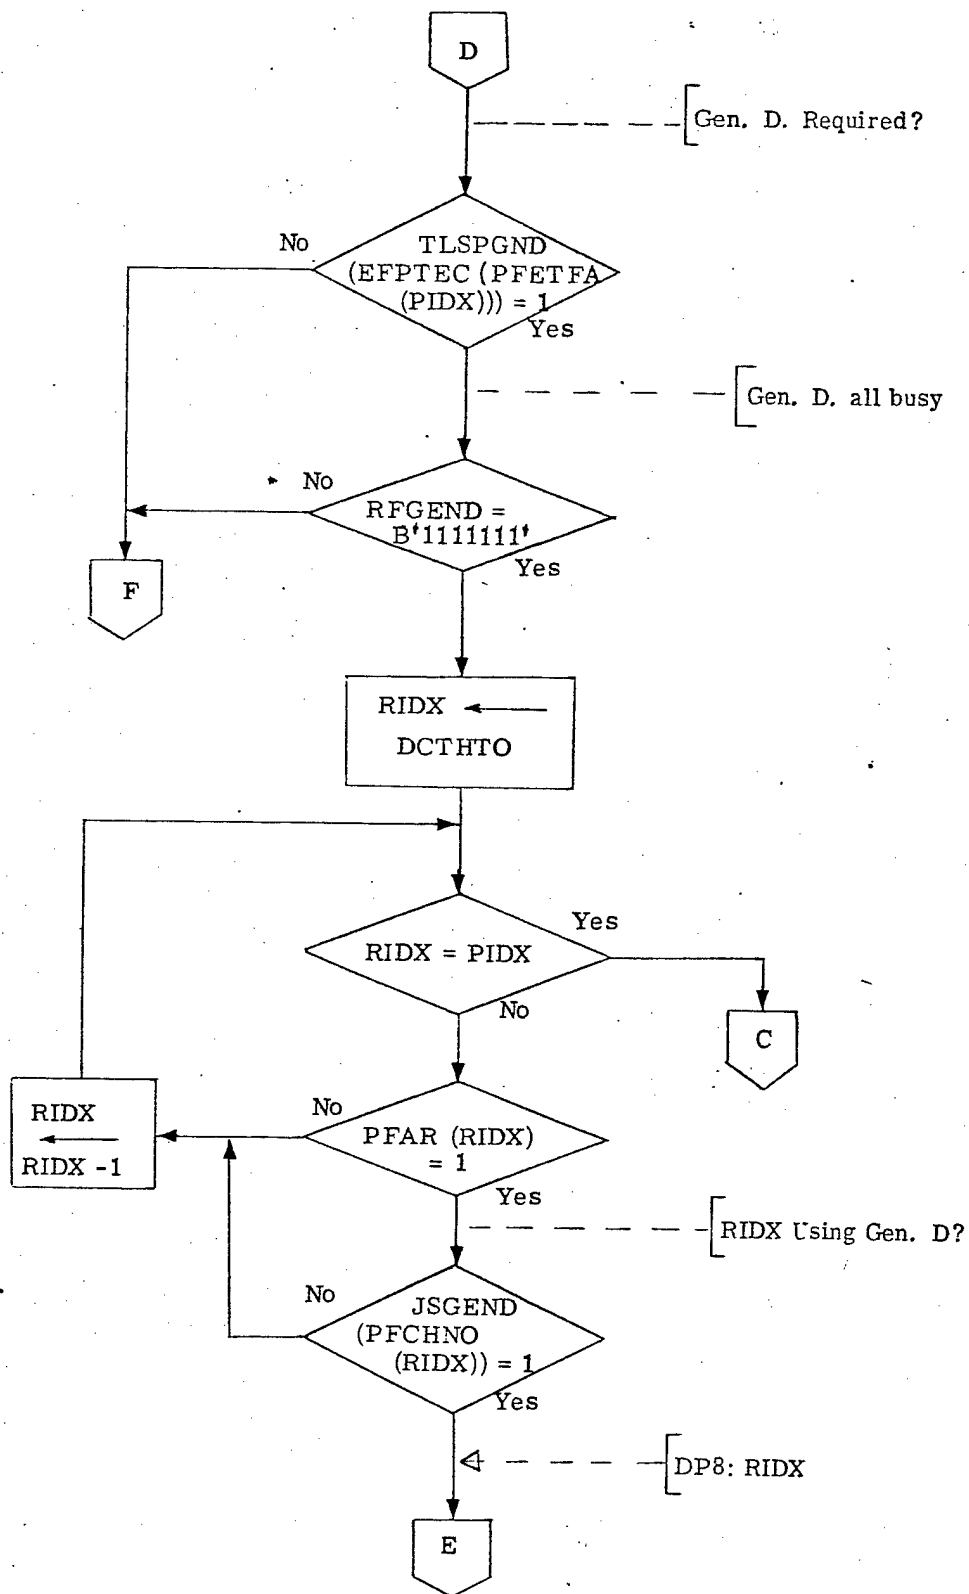 D
Gen. D. Required?
No
TLSPGND
(EFPTEC (PFETFA
(PIDX))) = 1
Yes
Gen. D. all busy
No
RFGEND =
B'1111111'
Yes
F
RIDX ←
DCTHTO
Yes
RIDX = PIDX
No
C
RIDX
←
RIDX -1
No
PFAR (RIDX)
= 1
Yes
RIDX Using Gen. D?
No
JSGEND
(PFCHNO
(RIDX)) = 1
Yes
DP8: RIDX
E